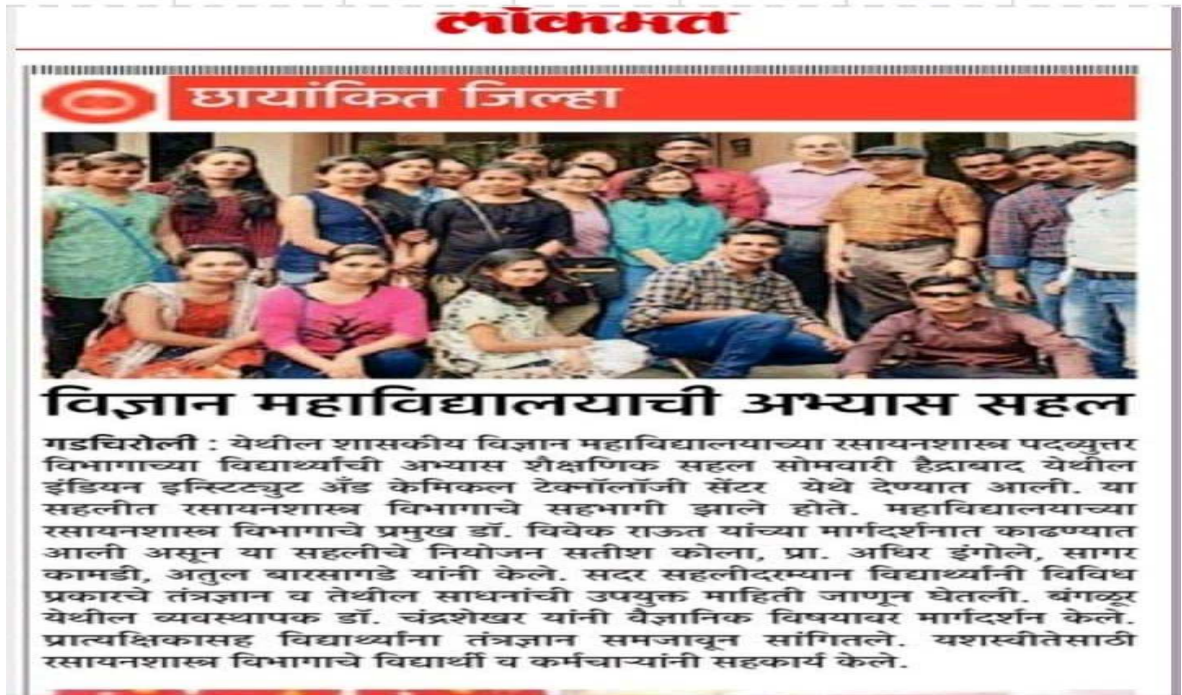 लोकमत
छायांकित जिल्हा
विज्ञान महाविद्यालयाची अभ्यास सहल
गडचिरोली : येथील शासकीय विज्ञान महाविद्यालयाच्या रसायनशास्त्र पदव्युत्तर
विभागाच्या विद्यार्थ्यांची अभ्यास शैक्षणिक सहल सोमवारी हैद्राबाद येथील
इंडियन इन्स्टिट्युट अँड केमिकल टेक्नॉलॉजी सेंटर येथे देण्यात आली. या
सहलीत रसायनशास्त्र विभागाचे सहभागी झाले होते. महाविद्यालयाच्या
रसायनशास्त्र विभागाचे प्रमुख डॉ. विवेक राऊत यांच्या मार्गदर्शनात काढण्यात
आली असून या सहलीचे नियोजन सतीश कोला, प्रा. अधिर इंगोले, सागर
कामडी, अतुल बारसागडे यांनी केले. सदर सहलीदरम्यान विद्यार्थ्यांनी विविध
प्रकारचे तंत्रज्ञान व तेथील साधनांची उपयुक्त माहिती जाणून घेतली. बंगळूर
येथील व्यवस्थापक डॉ. चंद्रशेखर यांनी वैज्ञानिक विषयावर मार्गदर्शन केले.
प्रात्यक्षिकासह विद्यार्थ्यांना तंत्रज्ञान समजावून सांगितले. यशस्वीतेसाठी
रसायनशास्त्र विभागाचे विद्यार्थी व कर्मचाऱ्यांनी सहकार्य केले.